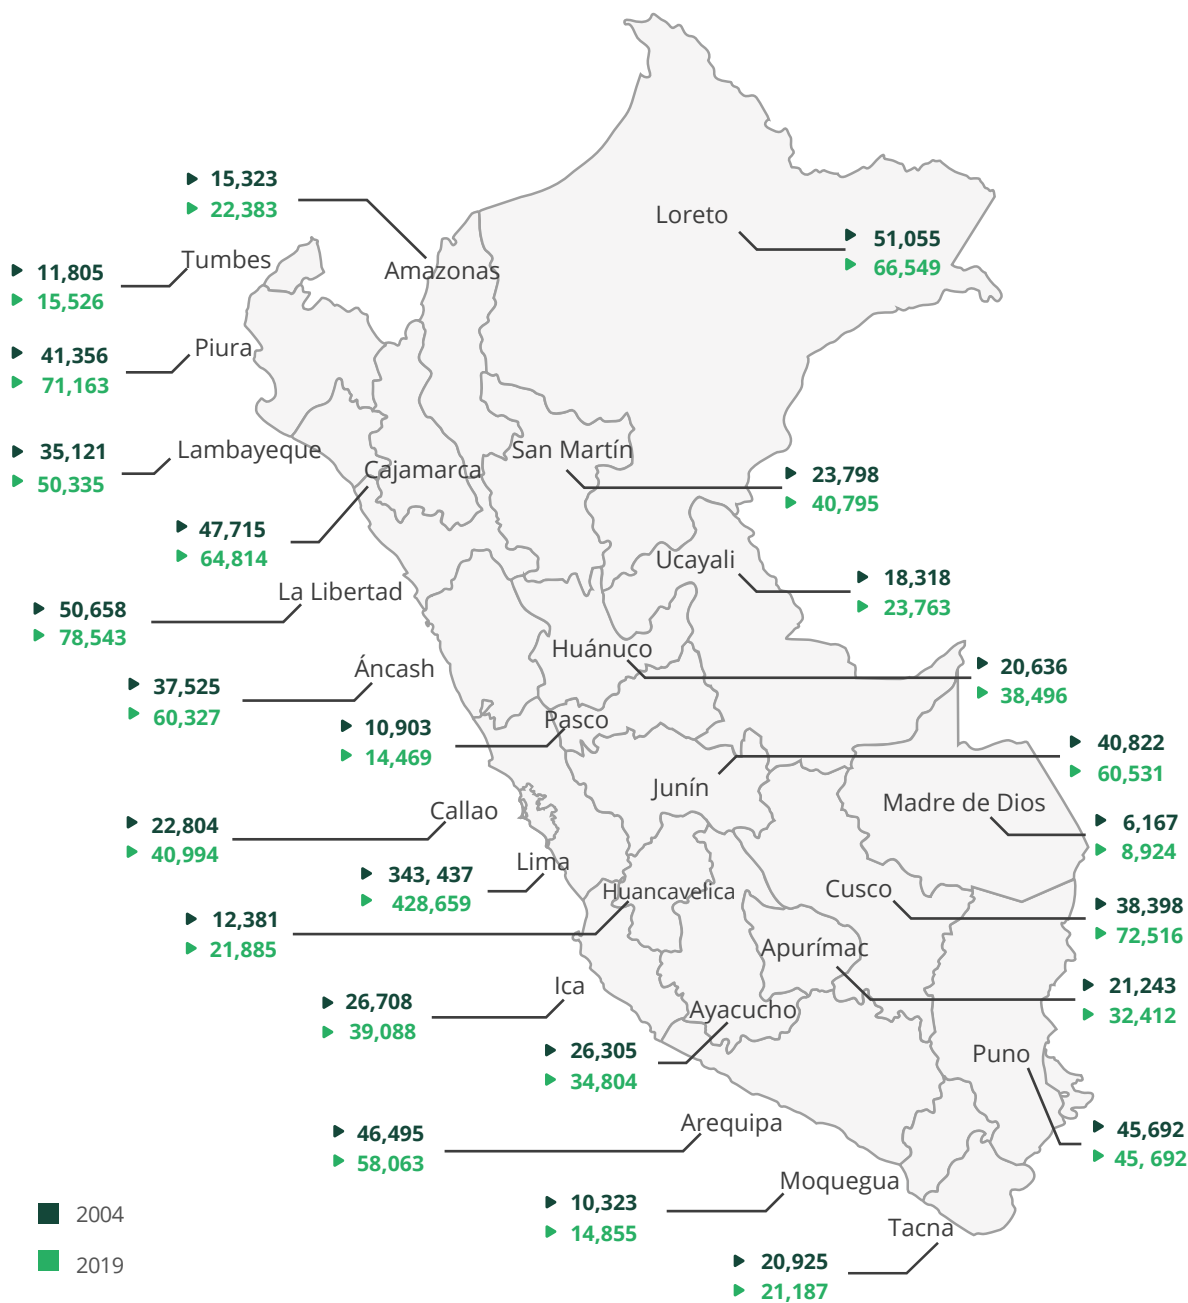 15,323
22,383
Amazonas
Loreto
51,055
66,549
Tumbes
11,805
15,526
Piura
41,356
71,163
Lambayeque
35,121
50,335
San Martín
23,798
40,795
Cajamarca
47,715
64,814
Ucayali
18,318
23,763
La Libertad
50,658
78,543
Huánuco
20,636
38,496
Áncash
37,525
60,327
Pasco
10,903
14,469
Junín
40,822
60,531
Madre de Dios
6,167
8,924
Callao
22,804
40,994
Lima
343, 437
428,659
Huancavelica
12,381
21,885
Cusco
38,398
72,516
Apurímac
21,243
32,412
Ica
26,708
39,088
Ayacucho
26,305
34,804
Puno
45,692
45, 692
Arequipa
46,495
58,063
Moquegua
10,323
14,855
Tacna
20,925
21,187
2004
2019